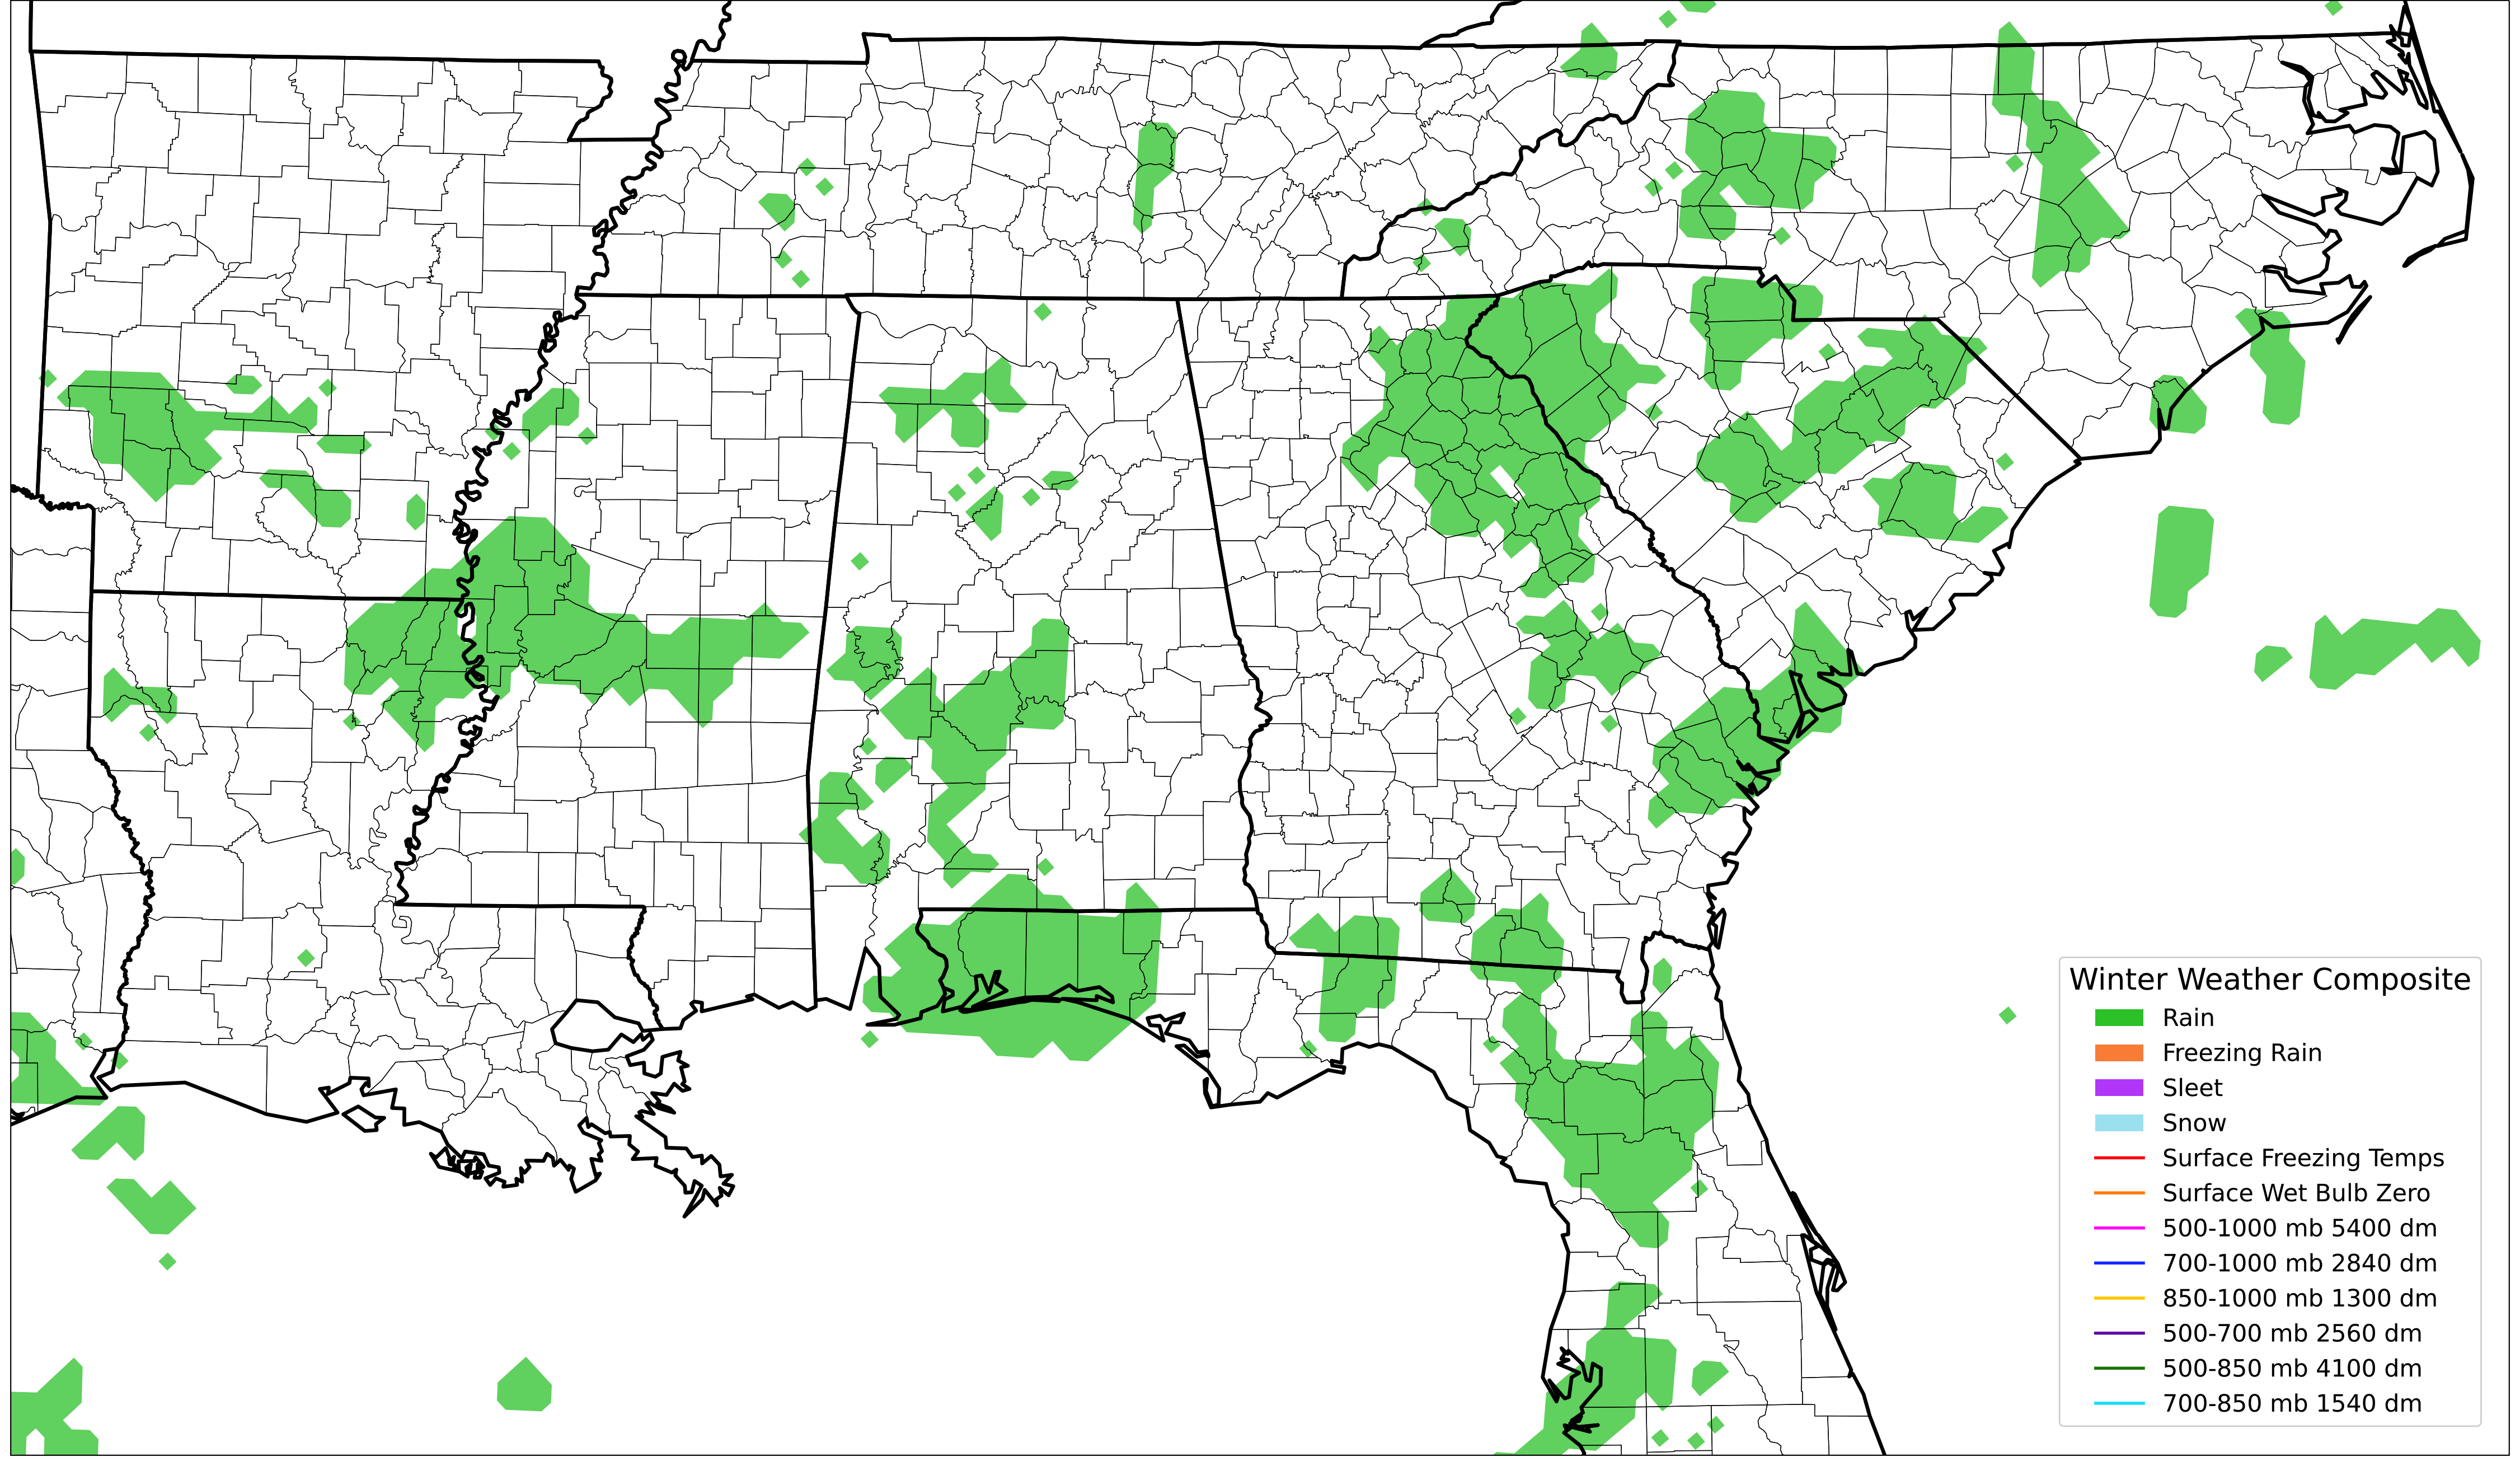 Winter Weather Composite
Rain
Freezing Rain
Sleet
Snow
Surface Freezing Temps
Surface Wet Bulb Zero
500-1000 mb 5400 dm
700-1000 mb 2840 dm
850-1000 mb 1300 dm
500-700 mb 2560 dm
500-850 mb 4100 dm
700-850 mb 1540 dm